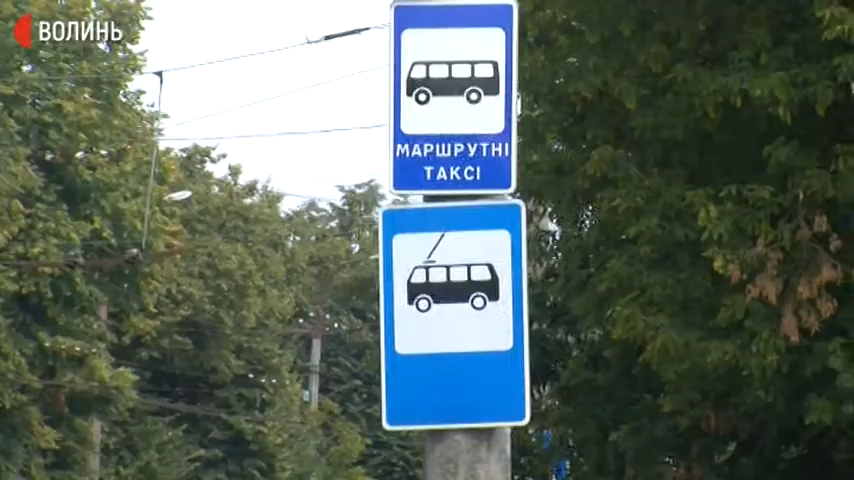 ВОЛИНЬ
МАРШРУТНІ
ТАКСІ